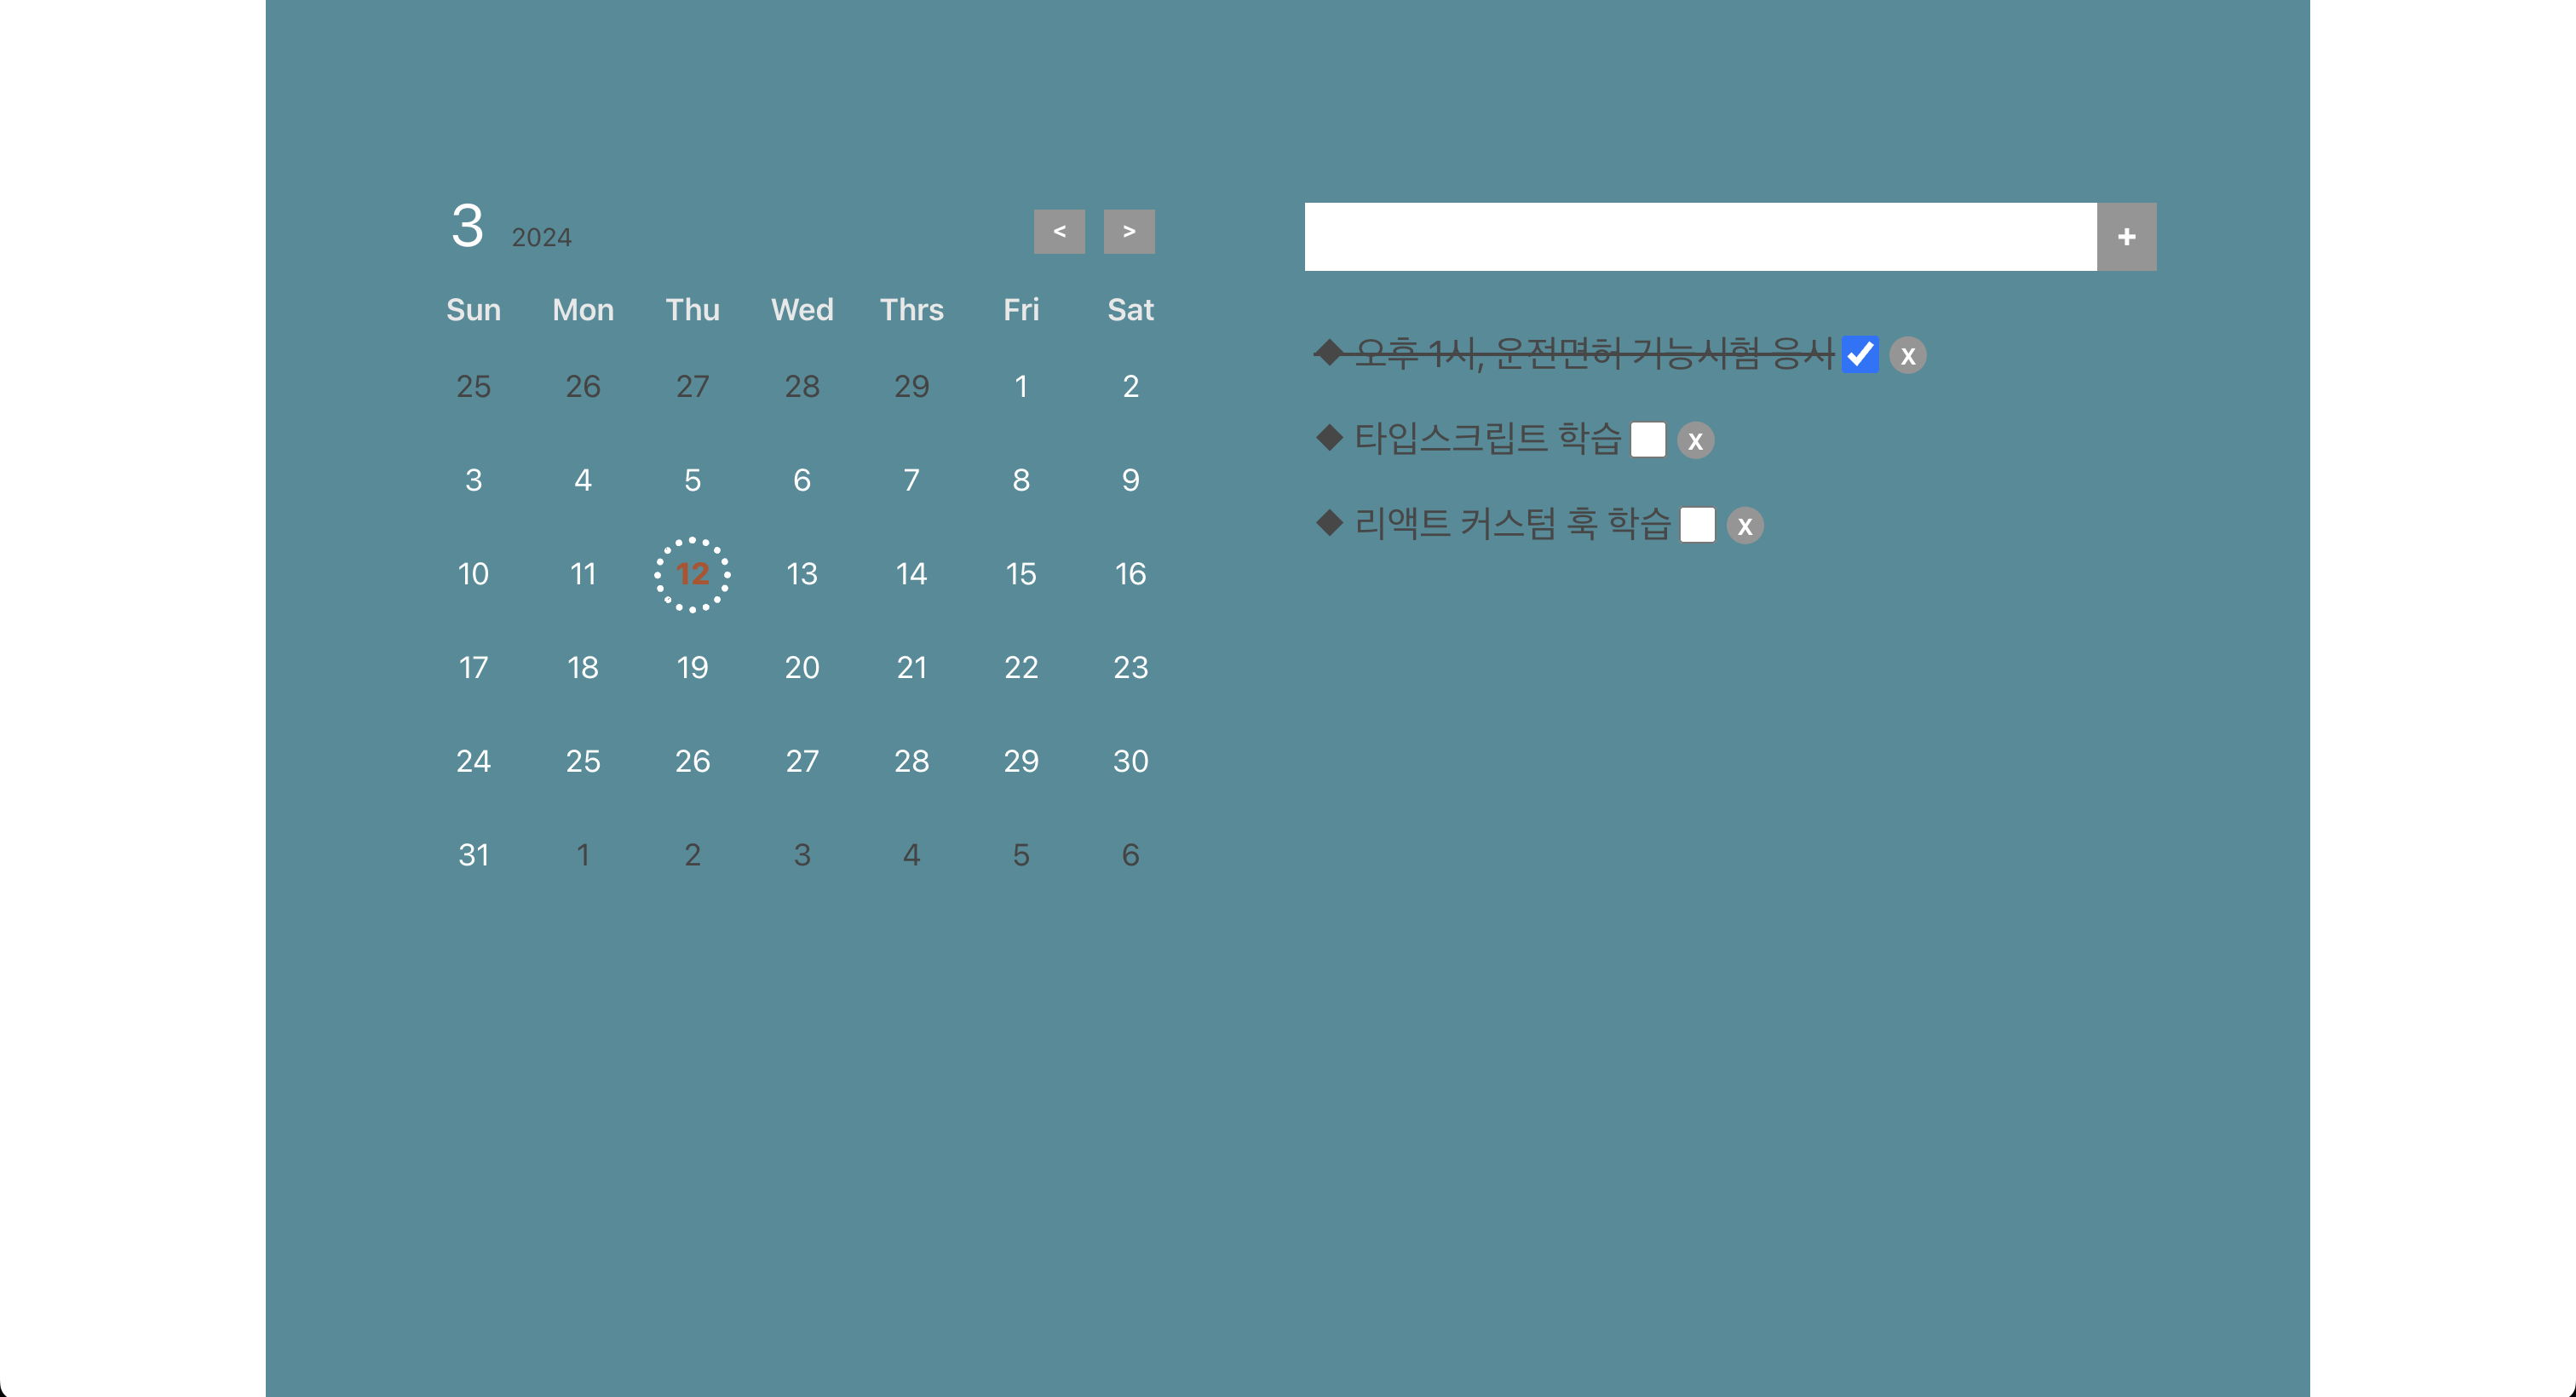 3 2024 < >
Sun Mon Thu Wed Thrs Fri Sat
25 26 27 28 29 1 2
3 4 5 6 7 8 9
10 11 12 13 14 15 16
17 18 19 20 21 22 23
24 25 26 27 28 29 30
31 1 2 3 4 5 6
+
◆ 오후 1시, 운전면허 기능시험 응시 x
◆ 타입스크립트 학습 x
◆ 리액트 커스텀 훅 학습 x